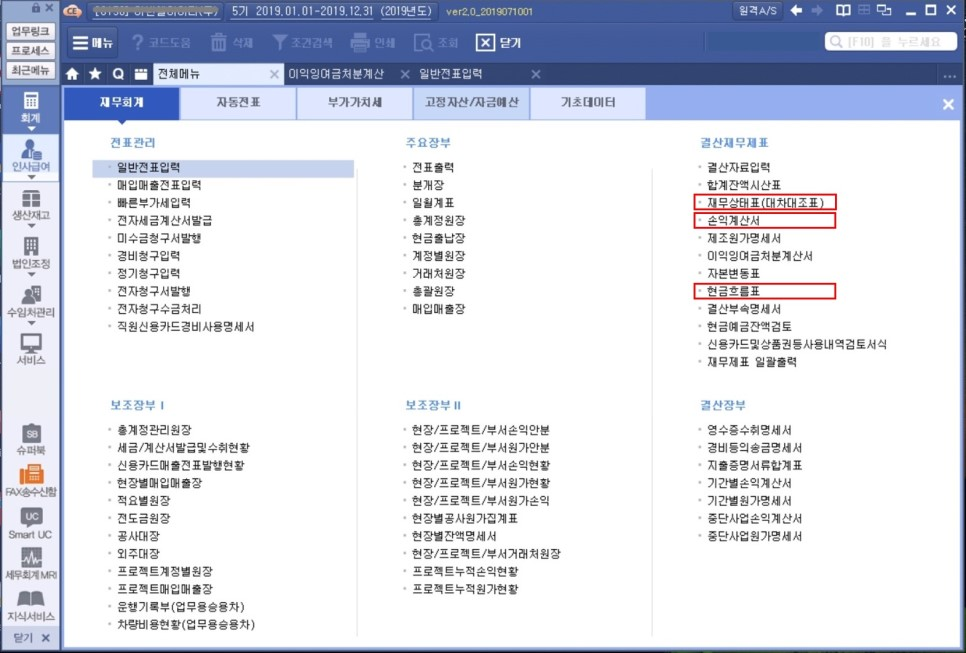 업무링크
프로세스
최근메뉴
회계
인사급여
생산재고
법인조정
수임처관리
서비스
슈퍼북
FAX송수신함
UC
Smart UC
세무회계MRI
지식서비스
닫기
5기 2019.01.01-2019.12.31 (2019년도)
ver2.0_2019071001
원격A/S
메뉴
? 코드도움
삭제
조건검색
인쇄
조회
닫기
[F10] 을 누르세요
전체메뉴
이익잉여금처분계산
일반전표입력
재무회계
자동전표
부가가치세
고정자산/자금예산
기초데이터
전표관리
일반전표입력
매입매출전표입력
빠른부가세입력
전자세금계산서발급
미수금청구서발행
경비청구입력
정기청구입력
전자청구서발행
전자청구수금처리
직원신용카드경비사용명세서
주요장부
전표출력
분개장
일월계표
총계정원장
현금출납장
계정별원장
거래처원장
총괄원장
매입매출장
결산재무제표
결산자료입력
합계잔액시산표
재무상태표(대차대조표)
손익계산서
제조원가명세서
이익잉여금처분계산서
자본변동표
현금흐름표
결산부속명세서
현금예금잔액검토
신용카드및상품권등사용내역검토서식
재무제표 일괄출력
보조장부 I
총계정관리원장
세금/계산서발급및수취현황
신용카드매출전표발행현황
현장별매입매출장
적요별원장
전도금원장
공사대장
외주대장
프로젝트계정별원장
프로젝트매입매출장
운행기록부(업무용승용차)
차량비용현황(업무용승용차)
보조장부 II
현장/프로젝트/부서손익안분
현장/프로젝트/부서원가안분
현장/프로젝트/부서손익현황
현장/프로젝트/부서원가현황
현장/프로젝트/부서원가손익
현장별공사원가집계표
현장별잔액명세서
현장/프로젝트/부서거래처원장
프로젝트누적손익현황
프로젝트누적원가현황
결산장부
영수증수취명세서
경비등의송금명세서
지출증명서류합계표
기간별손익계산서
기간별원가명세서
중단사업손익계산서
중단사업원가명세서